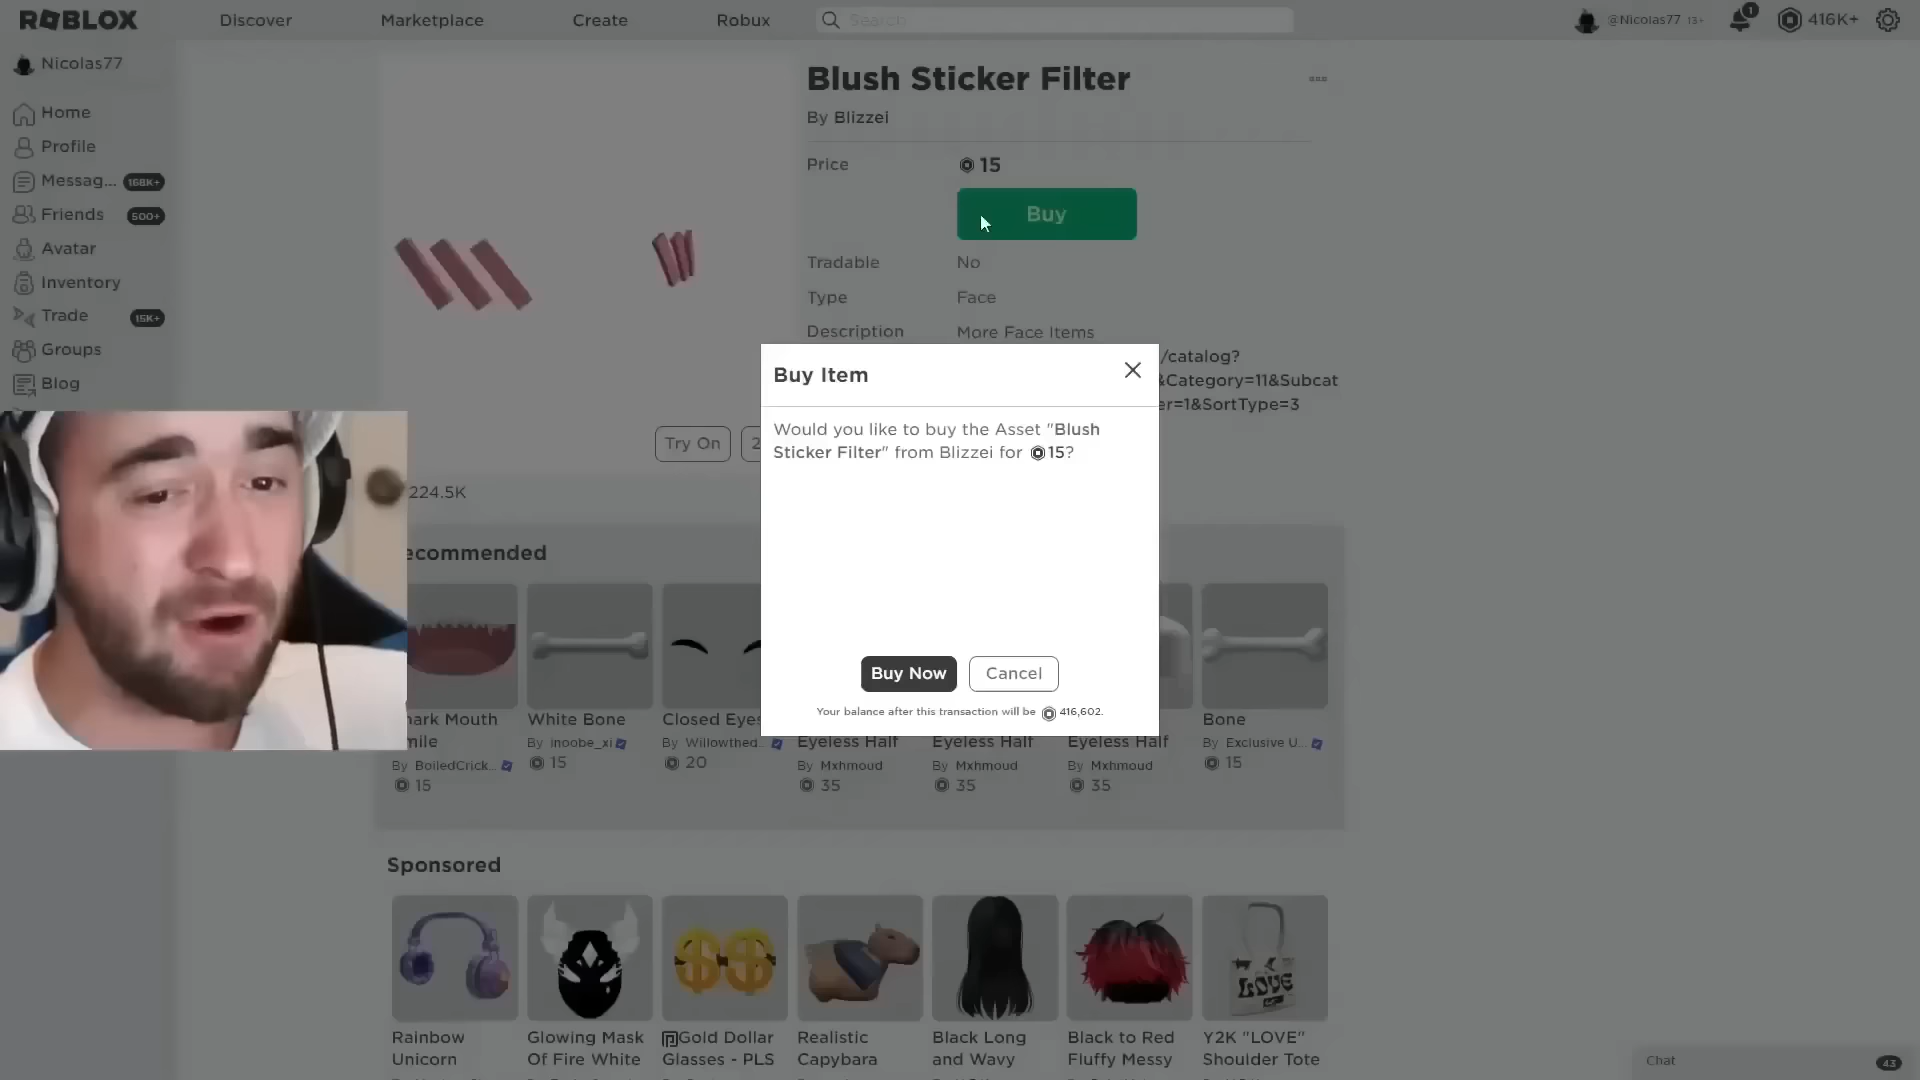 ROBLOX
Discover
Marketplace
Create
Robux
Search
@Nicolas77 13+
1
416K+
Nicolas77
Home
Profile
Messag... 168K+
Friends 500+
Avatar
Inventory
Trade 15K+
Groups
Blog
Blush Sticker Filter
By Blizzei
Price 15
Buy
Tradable No
Type Face
Description More Face Items
/catalog?
&Category=11&Subcat
er=1&SortType=3
Try On
2
224.5K
Buy Item
Would you like to buy the Asset "Blush
Sticker Filter" from Blizzei for 15?
Buy Now
Cancel
Your balance after this transaction will be 416,602.
ecommended
ark Mouth
mile
By BoiledCrick...
15
White Bone
By inoobe_xi
15
Closed Eyes
By Willowthed...
20
Eyeless Half
By Mxhmoud
35
Eyeless Half
By Mxhmoud
35
Eyeless Half
By Mxhmoud
35
Bone
By Exclusive U...
15
Sponsored
LOVE
Rainbow
Unicorn
Glowing Mask
Of Fire White
Gold Dollar
Glasses - PLS
Realistic
Capybara
Black Long
and Wavy
Black to Red
Fluffy Messy
Y2K "LOVE"
Shoulder Tote
Chat
43